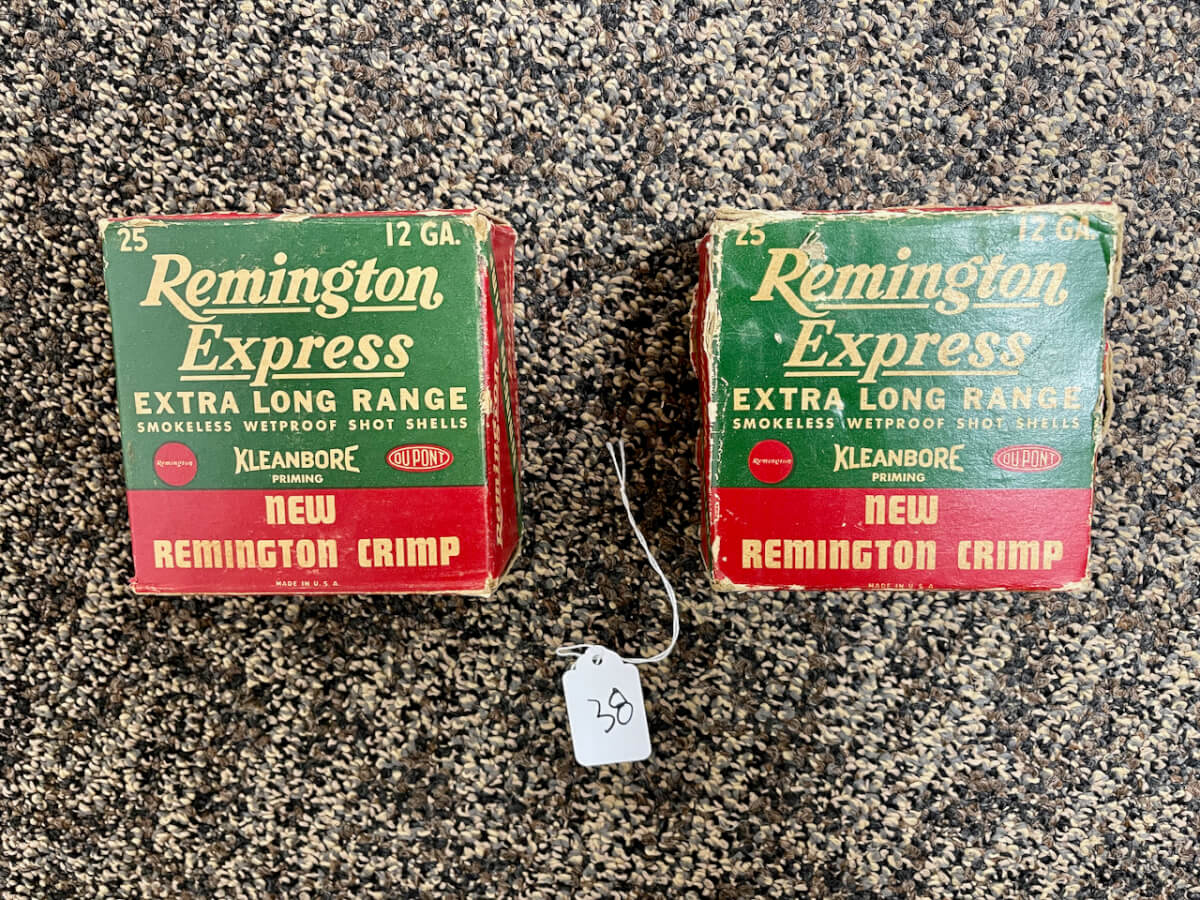 25 12 GA.
Remington
Express
EXTRA LONG RANGE
SMOKELESS WETPROOF SHOT SHELLS
Remington KLEANBORE DU PONT
PRIMING
NEW
REMINGTON CRIMP
MADE IN U.S.A.
Remington
25 12 GA.
Remington
Express
EXTRA LONG RANGE
SMOKELESS WETPROOF SHOT SHELLS
Remington KLEANBORE DU PONT
PRIMING
NEW
REMINGTON CRIMP
MADE IN U.S.A.
38